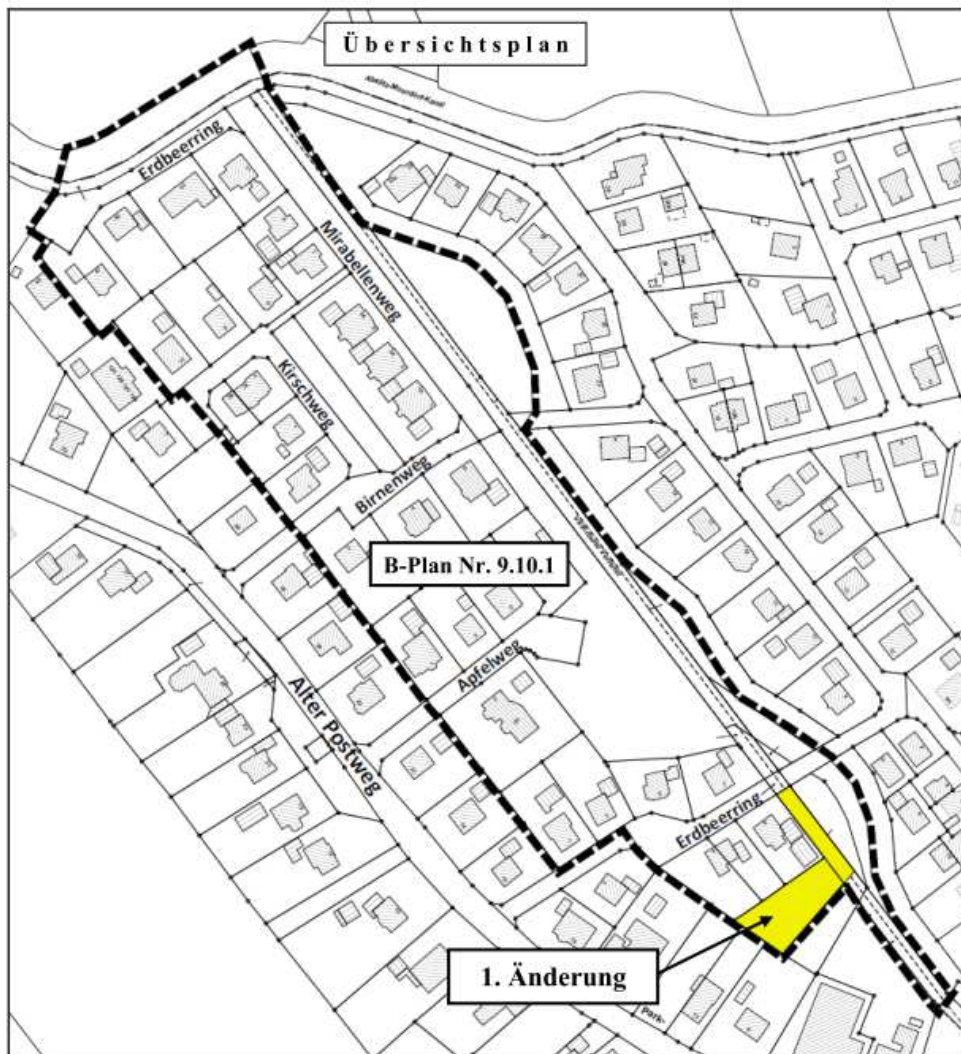 Übersichtsplan
Erdbeerring
Mirabellenweg
Kirschweg
Birnenweg
B-Plan Nr. 9.10.1
Apfelweg
Alter Postweg
Erdbeerring
1. Änderung
Park-